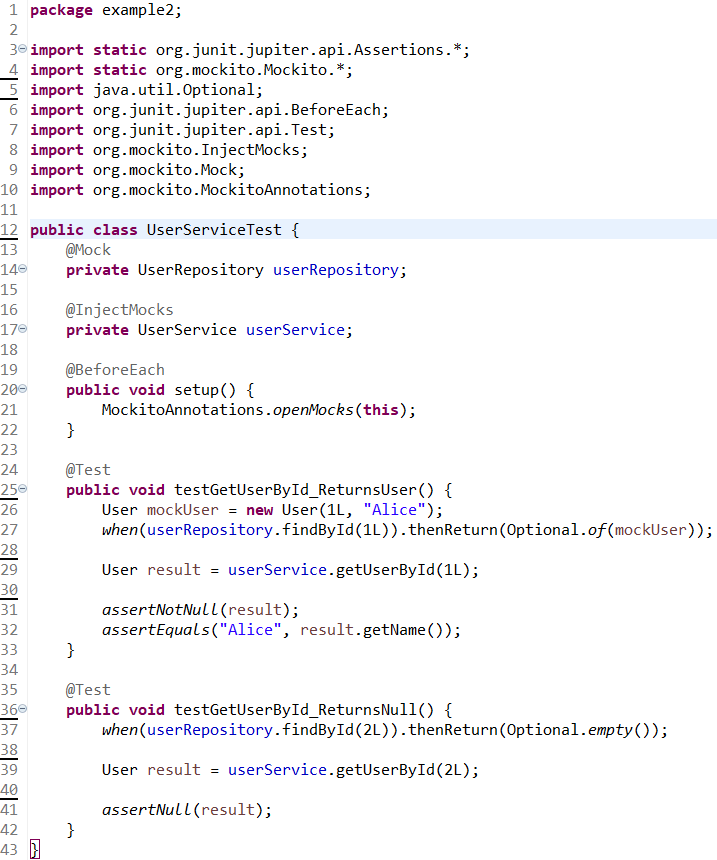 1 package example2;
2
3 import static org.junit.jupiter.api.Assertions.*;
4 import static org.mockito.Mockito.*;
5 import java.util.Optional;
6 import org.junit.jupiter.api.BeforeEach;
7 import org.junit.jupiter.api.Test;
8 import org.mockito.InjectMocks;
9 import org.mockito.Mock;
10 import org.mockito.MockitoAnnotations;
11
12 public class UserServiceTest {
13     @Mock
14     private UserRepository userRepository;
15
16     @InjectMocks
17     private UserService userService;
18
19     @BeforeEach
20     public void setup() {
21         MockitoAnnotations.openMocks(this);
22     }
23
24     @Test
25     public void testGetUserById_ReturnsUser() {
26         User mockUser = new User(1L, "Alice");
27         when(userRepository.findById(1L)).thenReturn(Optional.of(mockUser));
28
29         User result = userService.getUserById(1L);
30
31         assertNotNull(result);
32         assertEquals("Alice", result.getName());
33     }
34
35     @Test
36     public void testGetUserById_ReturnsNull() {
37         when(userRepository.findById(2L)).thenReturn(Optional.empty());
38
39         User result = userService.getUserById(2L);
40
41         assertNull(result);
42     }
43 }